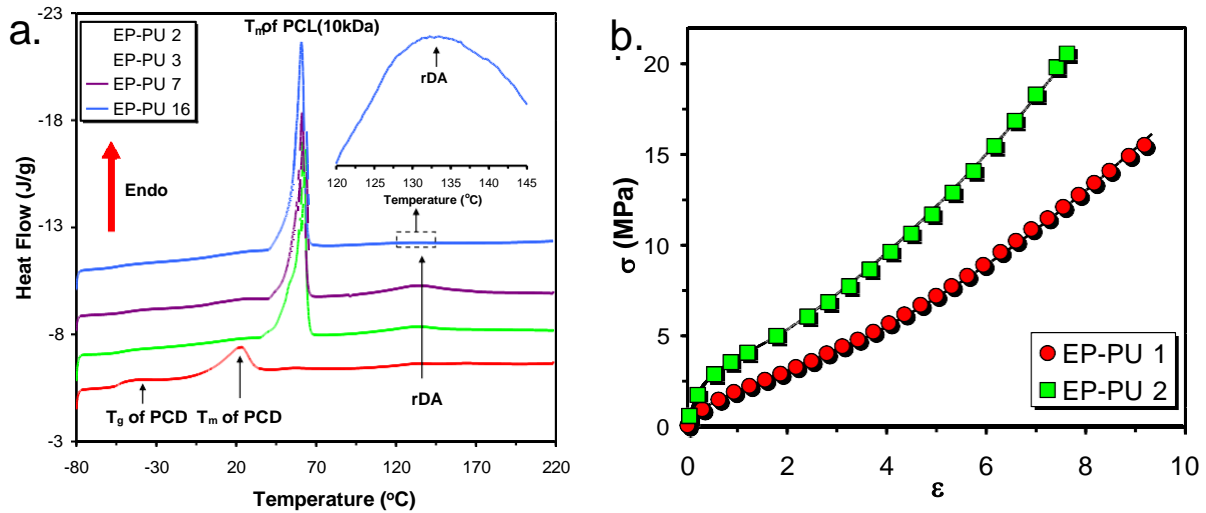 a.
EP-PU 2
EP-PU 3
EP-PU 7
EP-PU 16
Endo
Tmof PCL(10kDa)
rDA
120 125 130 135 140 145
Temperature (oC)
Tg of PCD
Tm of PCD
rDA
-23
-18
-13
-8
-3
Heat Flow (J/g)
-80 -30 20 70 120 170 220
Temperature (oC)
b.
20
15
10
5
0
σ (MPa)
EP-PU 1
EP-PU 2
0 2 4 6 8 10
ε